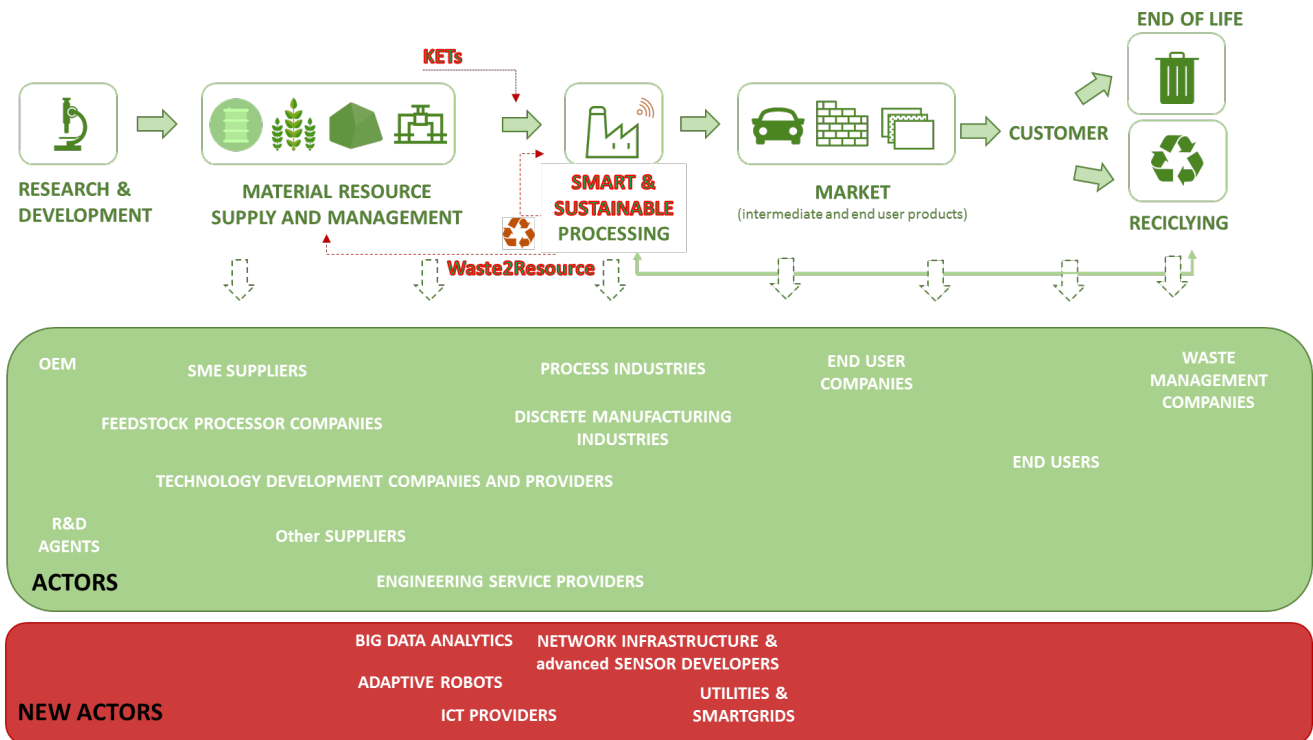 END OF LIFE
KETs
CUSTOMER
RESEARCH &
DEVELOPMENT
MATERIAL RESOURCE
SUPPLY AND MANAGEMENT
SMART &
SUSTAINABLE
PROCESSING
MARKET
(intermediate and end user products)
RECICLYING
Waste2Resource
OEM
SME SUPPLIERS
PROCESS INDUSTRIES
END USER
COMPANIES
WASTE
MANAGEMENT
COMPANIES
FEEDSTOCK PROCESSOR COMPANIES
DISCRETE MANUFACTURING
INDUSTRIES
END USERS
TECHNOLOGY DEVELOPMENT COMPANIES AND PROVIDERS
R&D
AGENTS
Other SUPPLIERS
ENGINEERING SERVICE PROVIDERS
ACTORS
BIG DATA ANALYTICS
NETWORK INFRASTRUCTURE &
advanced SENSOR DEVELOPERS
ADAPTIVE ROBOTS
UTILITIES &
SMARTGRIDS
ICT PROVIDERS
NEW ACTORS